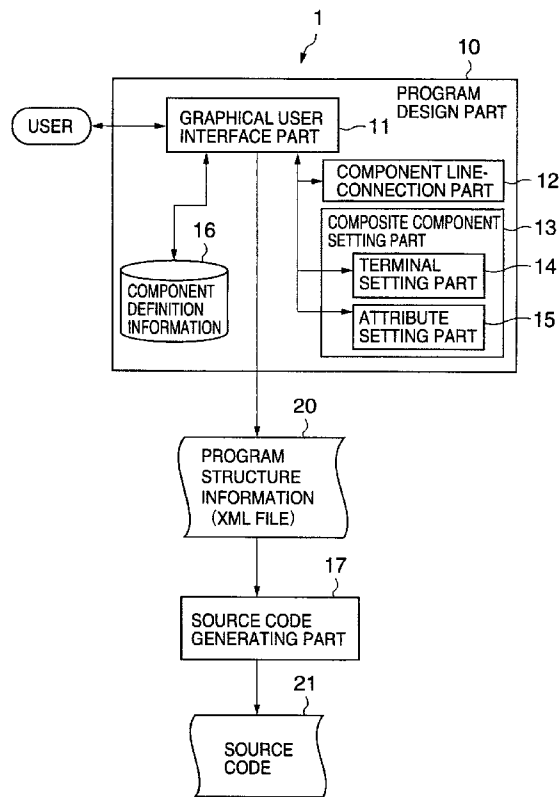 1
10
PROGRAM
DESIGN PART
USER
GRAPHICAL USER
INTERFACE PART
11
COMPONENT LINE-
CONNECTION PART
12
COMPOSITE COMPONENT
SETTING PART
13
TERMINAL
SETTING PART
14
ATTRIBUTE
SETTING PART
15
16
COMPONENT
DEFINITION
INFORMATION
20
PROGRAM
STRUCTURE
INFORMATION
(XML FILE)
17
SOURCE CODE
GENERATING PART
21
SOURCE
CODE